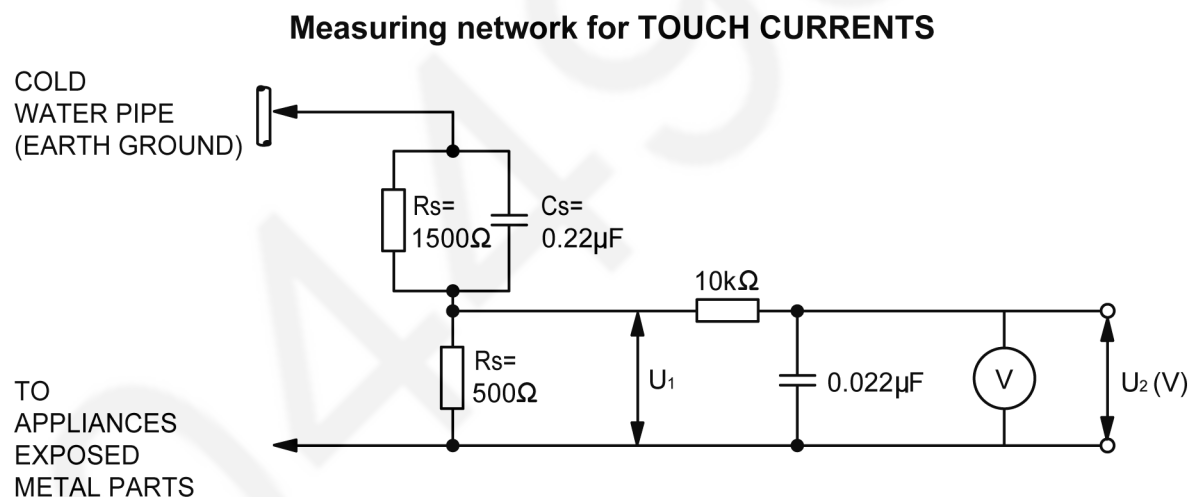 Measuring network for TOUCH CURRENTS
COLD
WATER PIPE
(EARTH GROUND)
Rs=
1500Ω
Cs=
0.22µF
10kΩ
Rs=
500Ω
U₁
0.022µF
V
U₂ (V)
TO
APPLIANCES
EXPOSED
METAL PARTS